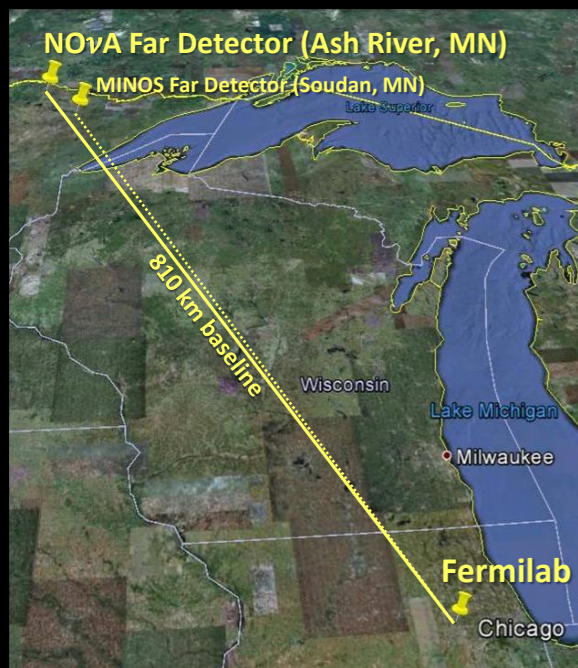 NOνA Far Detector (Ash River, MN)
MINOS Far Detector (Soudan, MN)
Lake Superior
810 km baseline
Wisconsin
Lake Michigan
Milwaukee
Fermilab
Chicago